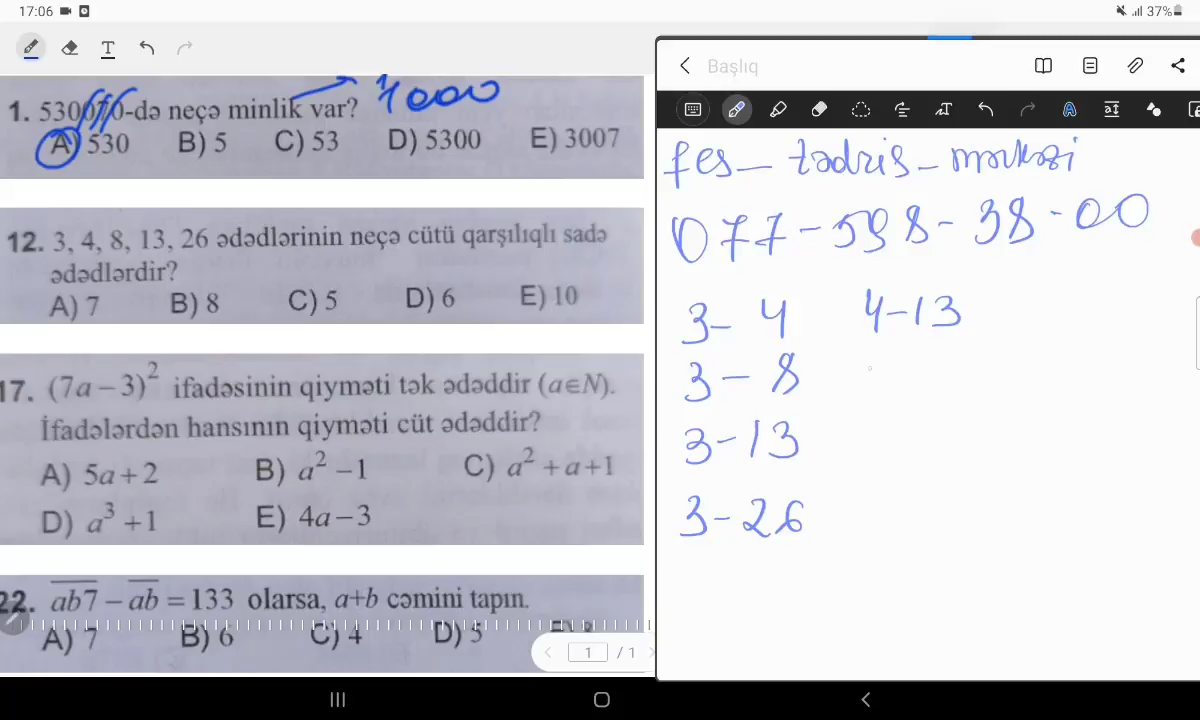 17:06
37%
1. 530070-də neçə minlik var? 1000
A) 530 B) 5 C) 53 D) 5300 E) 3007
12. 3, 4, 8, 13, 26 ədədlərinin neçə cütü qarşılıqlı sadə
ədədlərdir?
A) 7 B) 8 C) 5 D) 6 E) 10
17. (7a − 3)² ifadəsinin qiyməti tək ədəddir (a∈N).
İfadələrdən hansının qiyməti cüt ədəddir?
A) 5a + 2 B) a² − 1 C) a² + a + 1
D) a³ + 1 E) 4a − 3
22. ab7 − ab = 133 olarsa, a+b cəmini tapın.
A) 7 B) 6 C) 4 D) 5
1 / 1
Başlıq
fes_ tədris_mərkəzi
077-598-38-00
3- 4 4-13
3 - 8
3-13
3-26